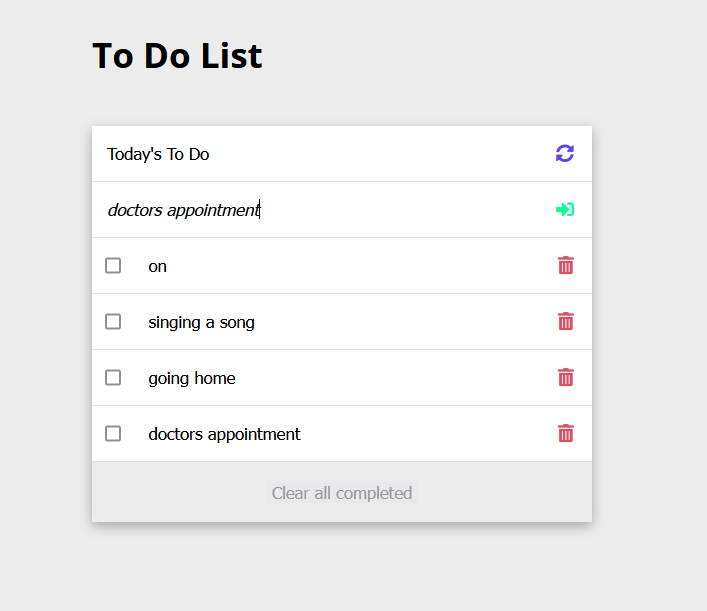 To Do List
Today's To Do
doctors appointment
on
singing a song
going home
doctors appointment
Clear all completed